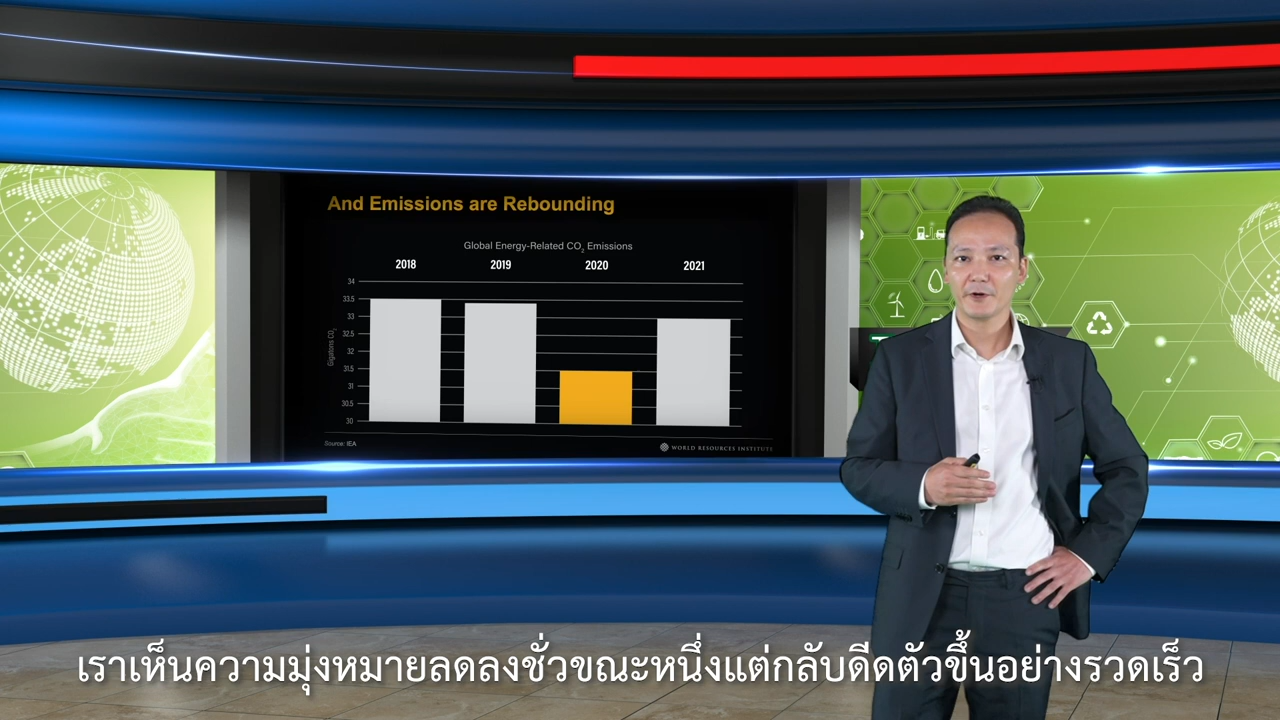 And Emissions are Rebounding
Global Energy-Related CO₂ Emissions
2018 2019 2020 2021
34
33.5
33
32.5
32
31.5
31
30.5
30
Gigatons CO₂
Source: IEA
WORLD RESOURCES INSTITUTE
เราเห็นความมุ่งหมายลดลงชั่วขณะหนึ่งแต่กลับดีดตัวขึ้นอย่างรวดเร็ว